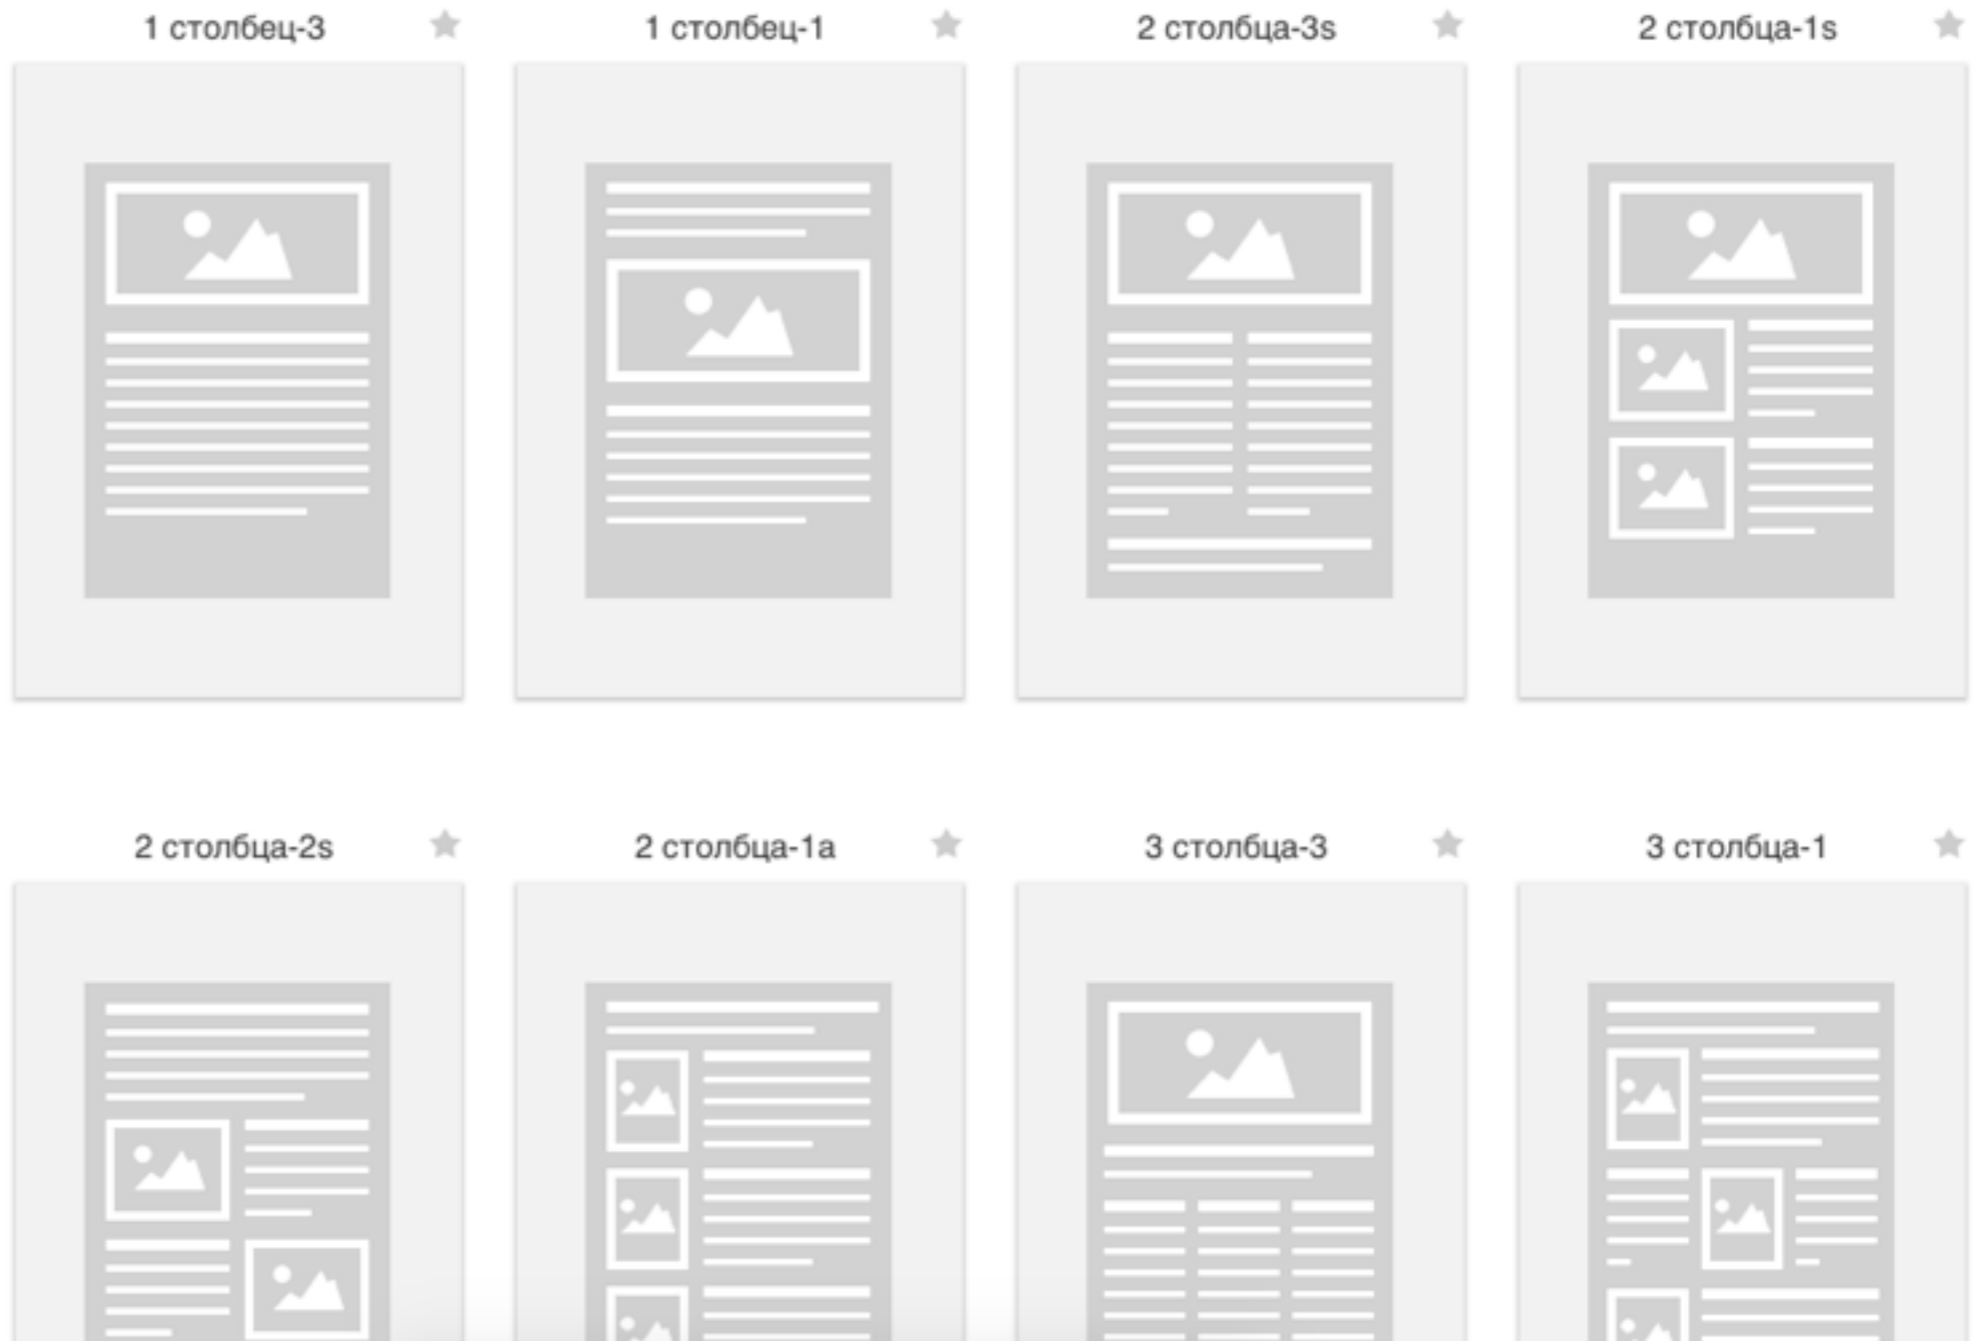 1 столбец-3
1 столбец-1
2 столбца-3s
2 столбца-1s
2 столбца-2s
2 столбца-1a
3 столбца-3
3 столбца-1